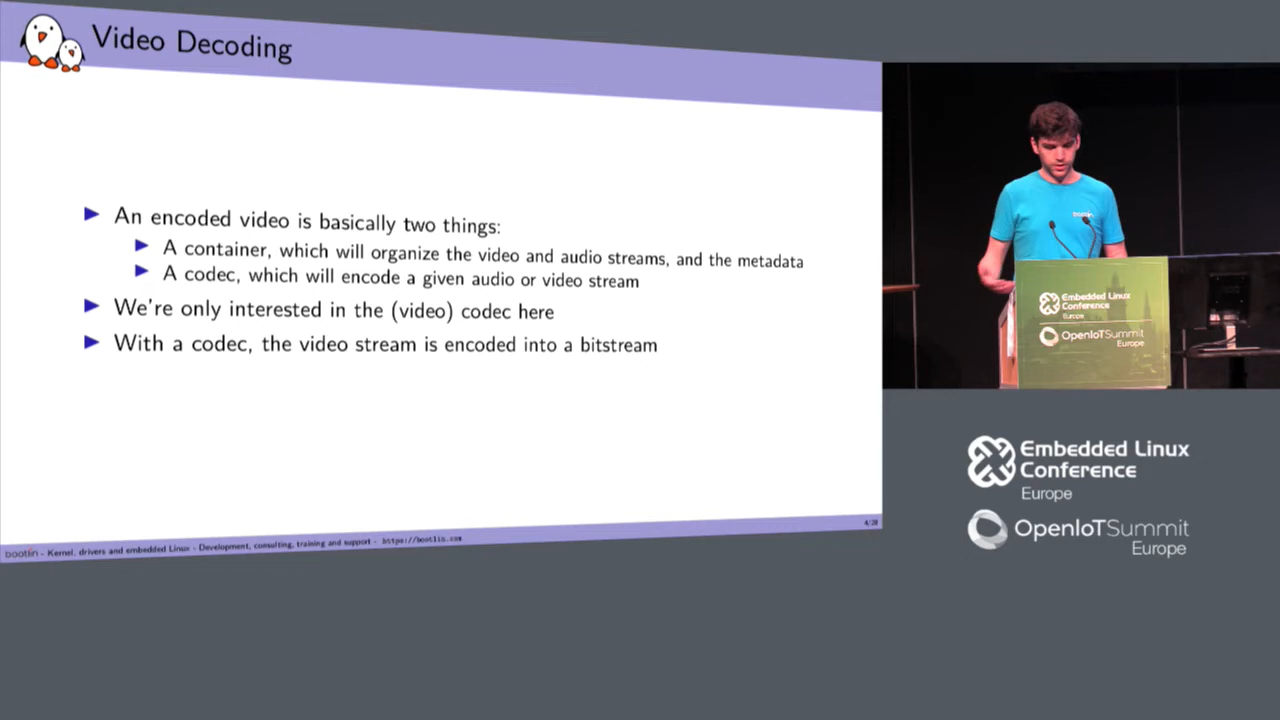 Video Decoding
An encoded video is basically two things:
A container, which will organize the video and audio streams, and the metadata
A codec, which will encode a given audio or video stream
We're only interested in the (video) codec here
With a codec, the video stream is encoded into a bitstream
4/28
bootlin - Kernel, drivers and embedded Linux - Development, consulting, training and support - https://bootlin.com
bootlin
Embedded Linux
Conference
Europe
OpenIoTSummit
Europe
Embedded Linux
Conference
Europe
OpenIoTSummit
Europe